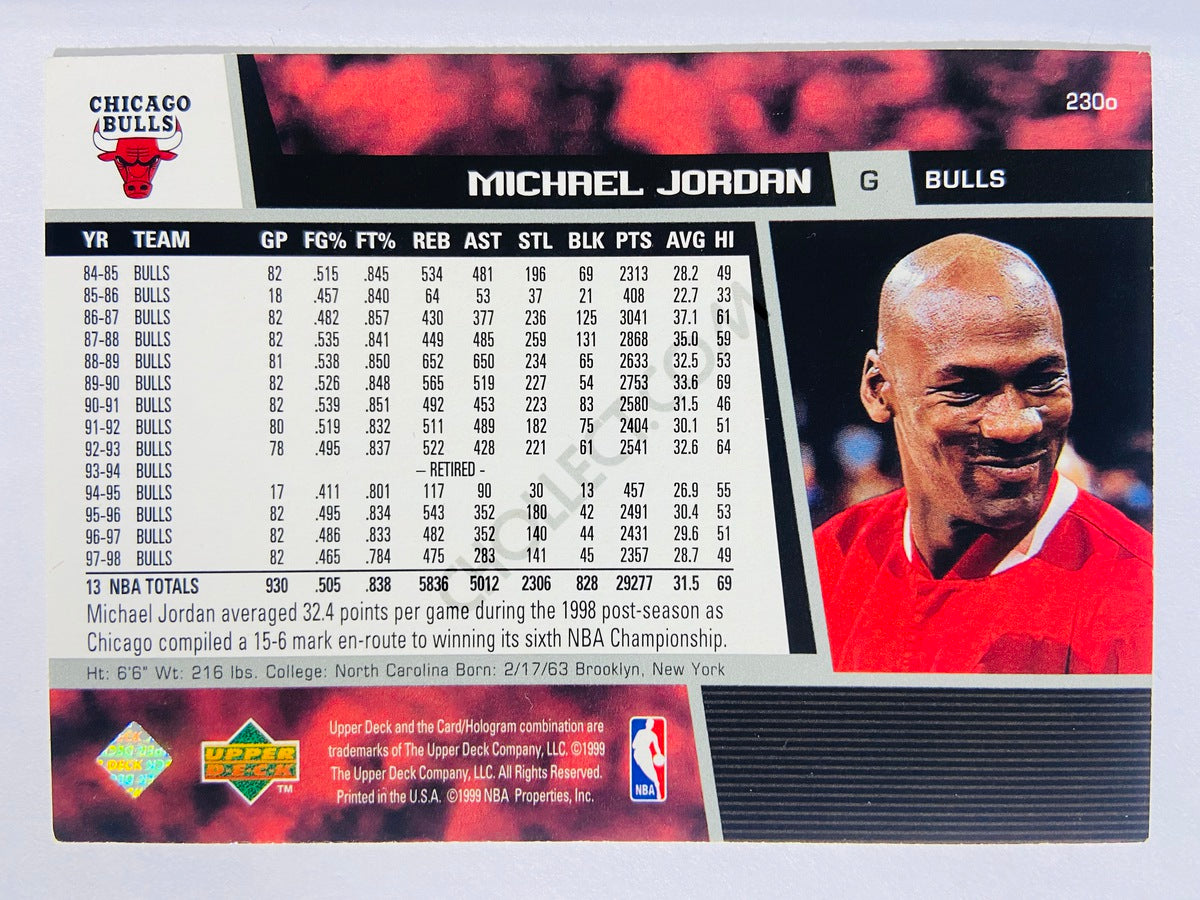 CHICAGO
BULLS
230o
MICHAEL JORDAN G BULLS
YR TEAM GP FG% FT% REB AST STL BLK PTS AVG HI
84-85 BULLS 82 .515 .845 534 481 196 69 2313 28.2 49
85-86 BULLS 18 .457 .840 64 53 37 21 408 22.7 33
86-87 BULLS 82 .482 .857 430 377 236 125 3041 37.1 61
87-88 BULLS 82 .535 .841 449 485 259 131 2868 35.0 59
88-89 BULLS 81 .538 .850 652 650 234 65 2633 32.5 53
89-90 BULLS 82 .526 .848 565 519 227 54 2753 33.6 69
90-91 BULLS 82 .539 .851 492 453 223 83 2580 31.5 46
91-92 BULLS 80 .519 .832 511 489 182 75 2404 30.1 51
92-93 BULLS 78 .495 .837 522 428 221 61 2541 32.6 64
93-94 BULLS – RETIRED -
94-95 BULLS 17 .411 .801 117 90 30 13 457 26.9 55
95-96 BULLS 82 .495 .834 543 352 180 42 2491 30.4 53
96-97 BULLS 82 .486 .833 482 352 140 44 2431 29.6 51
97-98 BULLS 82 .465 .784 475 283 141 45 2357 28.7 49
13 NBA TOTALS 930 .505 .838 5836 5012 2306 828 29277 31.5 69
Michael Jordan averaged 32.4 points per game during the 1998 post-season as
Chicago compiled a 15-6 mark en-route to winning its sixth NBA Championship.
Ht: 6'6" Wt: 216 lbs. College: North Carolina Born: 2/17/63 Brooklyn, New York
UPPER
DECK
TM
Upper Deck and the Card/Hologram combination are
trademarks of The Upper Deck Company, LLC. ©1999
The Upper Deck Company, LLC. All Rights Reserved.
Printed in the U.S.A. ©1999 NBA Properties, Inc.
NBA
CHOLLECT.COM